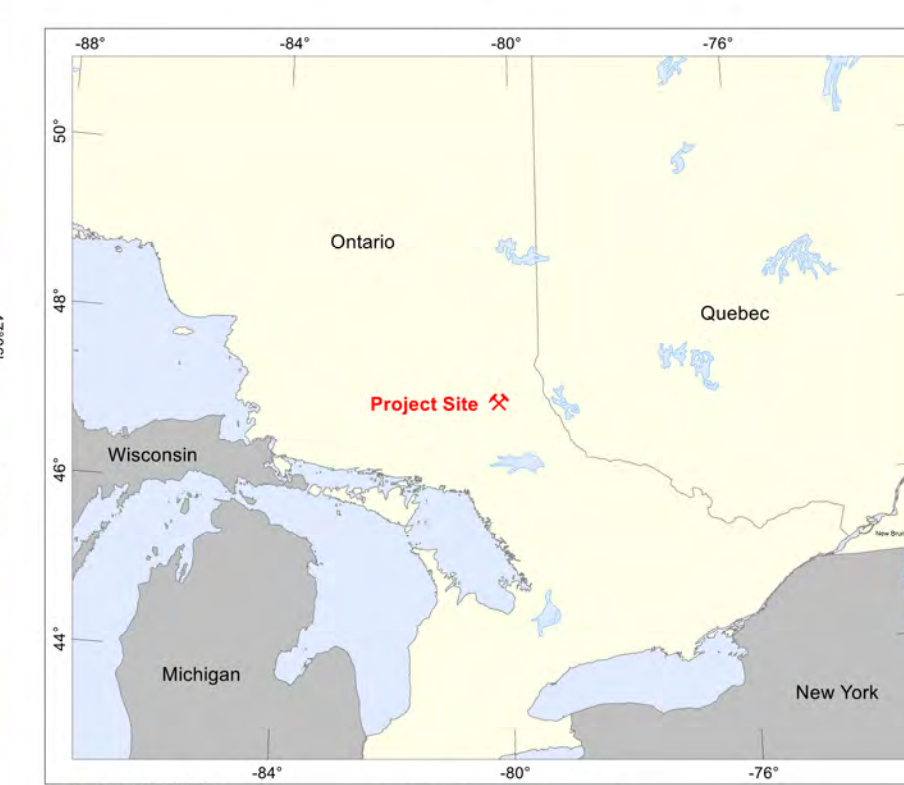 -88° -84° -80° -76°
50°
Ontario
48°
Quebec
Project Site
Wisconsin
46°
44°
Michigan
New York
-84° -80° -76°